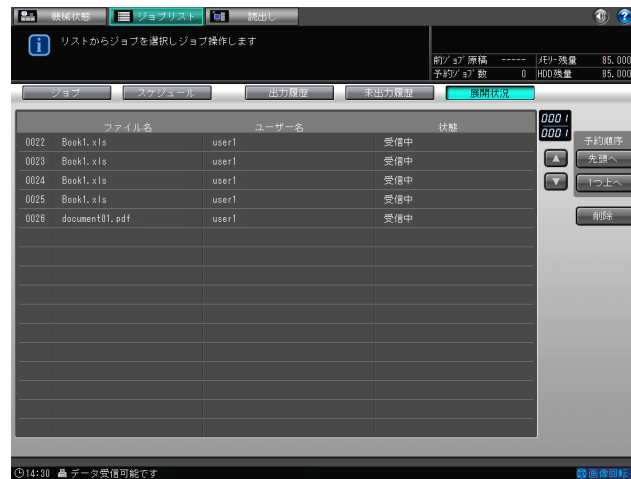 機械状態 ジョブリスト 読出し
リストからジョブを選択しジョブ操作します
前ジョブ原稿 ----- メモリー残量 85.000
予約ジョブ数 0 HDD残量 85.000
ジョブ スケジュール 出力履歴 未出力履歴 展開状況
ファイル名 ユーザー名 状態
0022 Book1.xls user1 受信中
0023 Book1.xls user1 受信中
0024 Book1.xls user1 受信中
0025 Book1.xls user1 受信中
0026 document01.pdf user1 受信中
0001
0001
予約順序
先頭へ
1つ上へ
削除
14:30 データ受信可能です 画像回転